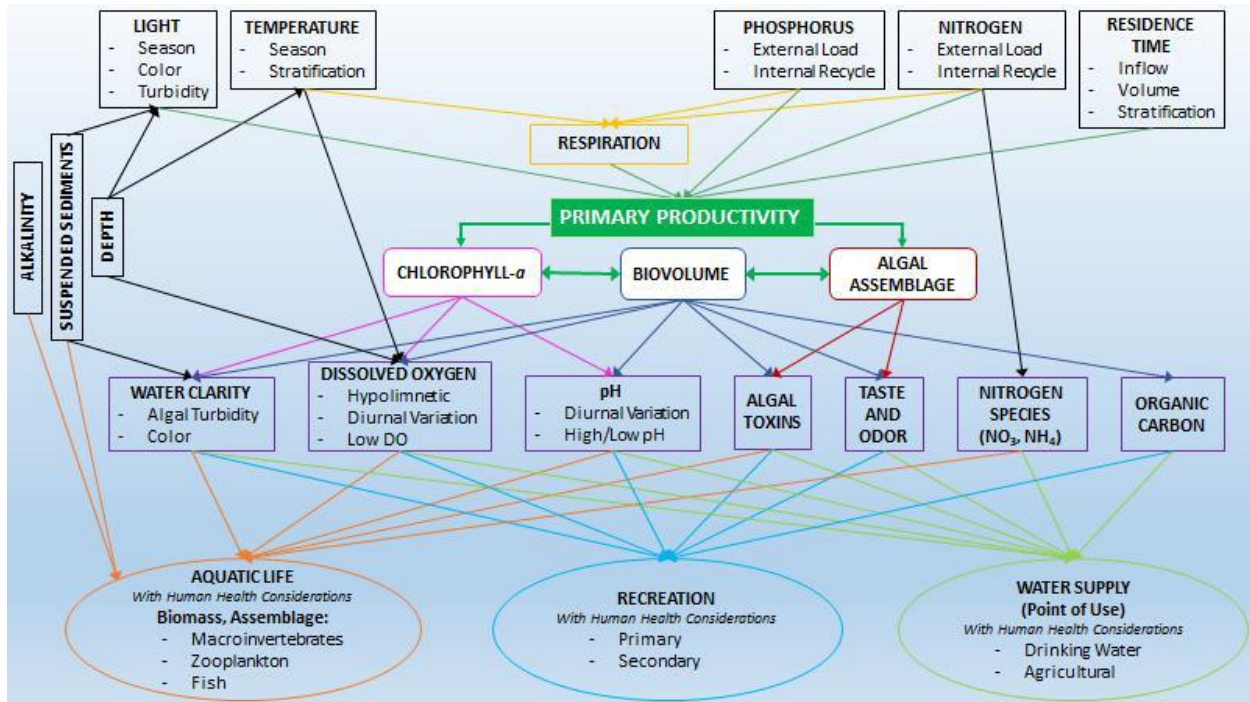 LIGHT
- Season
- Color
- Turbidity
TEMPERATURE
- Season
- Stratification
PHOSPHORUS
- External Load
- Internal Recycle
NITROGEN
- External Load
- Internal Recycle
RESIDENCE
TIME
- Inflow
- Volume
- Stratification
RESPIRATION
ALKALINITY
SUSPENDED SEDIMENTS
DEPTH
PRIMARY PRODUCTIVITY
CHLOROPHYLL-a
BIOVOLUME
ALGAL
ASSEMBLAGE
WATER CLARITY
- Algal Turbidity
- Color
DISSOLVED OXYGEN
- Hypolimnetic
- Diurnal Variation
- Low DO
pH
- Diurnal Variation
- High/Low pH
ALGAL
TOXINS
TASTE
AND
ODOR
NITROGEN
SPECIES
(NO₃, NH₄)
ORGANIC
CARBON
AQUATIC LIFE
With Human Health Considerations
Biomass, Assemblage:
- Macroinvertebrates
- Zooplankton
- Fish
RECREATION
With Human Health Considerations
- Primary
- Secondary
WATER SUPPLY
(Point of Use)
With Human Health Considerations
- Drinking Water
- Agricultural